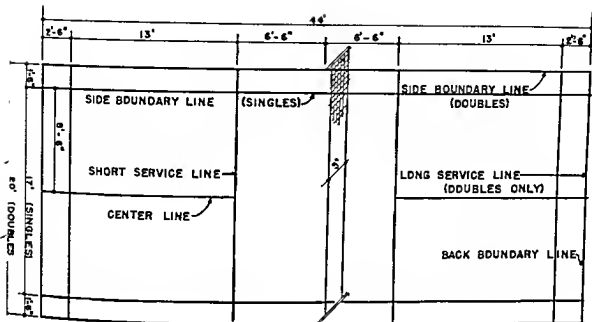 44'
2'-6" 13' 6'-6" 6'-6" 13' 2'-6"
1'-6"
SIDE BOUNDARY LINE (SINGLES)
SIDE BOUNDARY LINE
(DOUBLES)
8'-6"
SHORT SERVICE LINE
LONG SERVICE LINE
(DOUBLES ONLY)
CENTER LINE
17' (SINGLES)
20' (DOUBLES
BACK BOUNDARY LINE
1'-6"